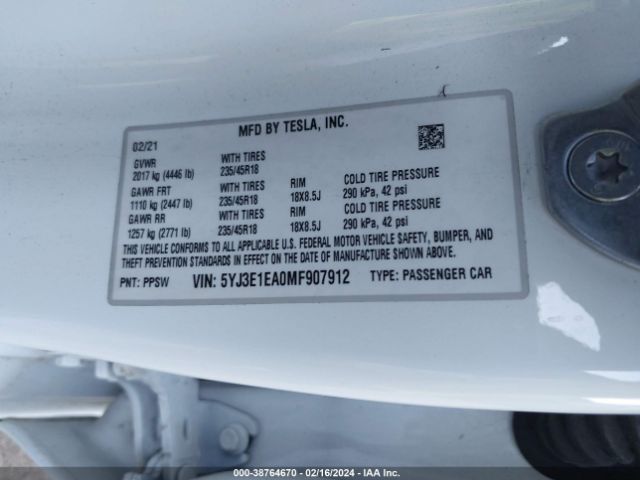 MFD BY TESLA, INC.
02/21
GVWR WITH TIRES
2017 kg (4446 lb) 235/45R18
GAWR FRT WITH TIRES RIM COLD TIRE PRESSURE
1110 kg (2447 lb) 235/45R18 18X8.5J 290 kPa, 42 psi
GAWR RR WITH TIRES RIM COLD TIRE PRESSURE
1257 kg (2771 lb) 235/45R18 18X8.5J 290 kPa, 42 psi
THIS VEHICLE CONFORMS TO ALL APPLICABLE U.S. FEDERAL MOTOR VEHICLE SAFETY, BUMPER, AND
THEFT PREVENTION STANDARDS IN EFFECT ON THE DATE OF MANUFACTURE SHOWN ABOVE.
PNT: PPSW VIN: 5YJ3E1EA0MF907912 TYPE: PASSENGER CAR
000-38764670 - 02/16/2024 - IAA Inc.